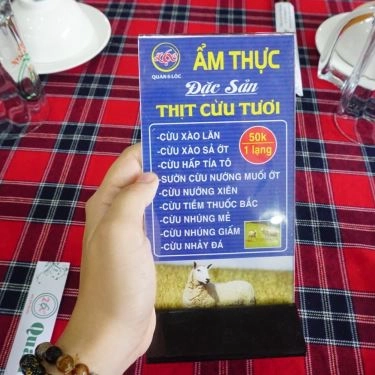 ẨM THỰC
QUÁN 6 LỘC
Đặc Sản
THỊT CỪU TƯƠI
-CỪU XÀO LĂN
-CỪU XÀO SẢ ỚT
-CỪU HẤP TÍA TÔ
-SƯỜN CỪU NƯỚNG MUỐI ỚT
-CỪU NƯỚNG XIÊN
-CỪU TIỀM THUỐC BẮC
-CỪU NHÚNG MẺ
-CỪU NHÚNG GIẤM
-CỪU NHẢY ĐÁ
50k
1 lạng